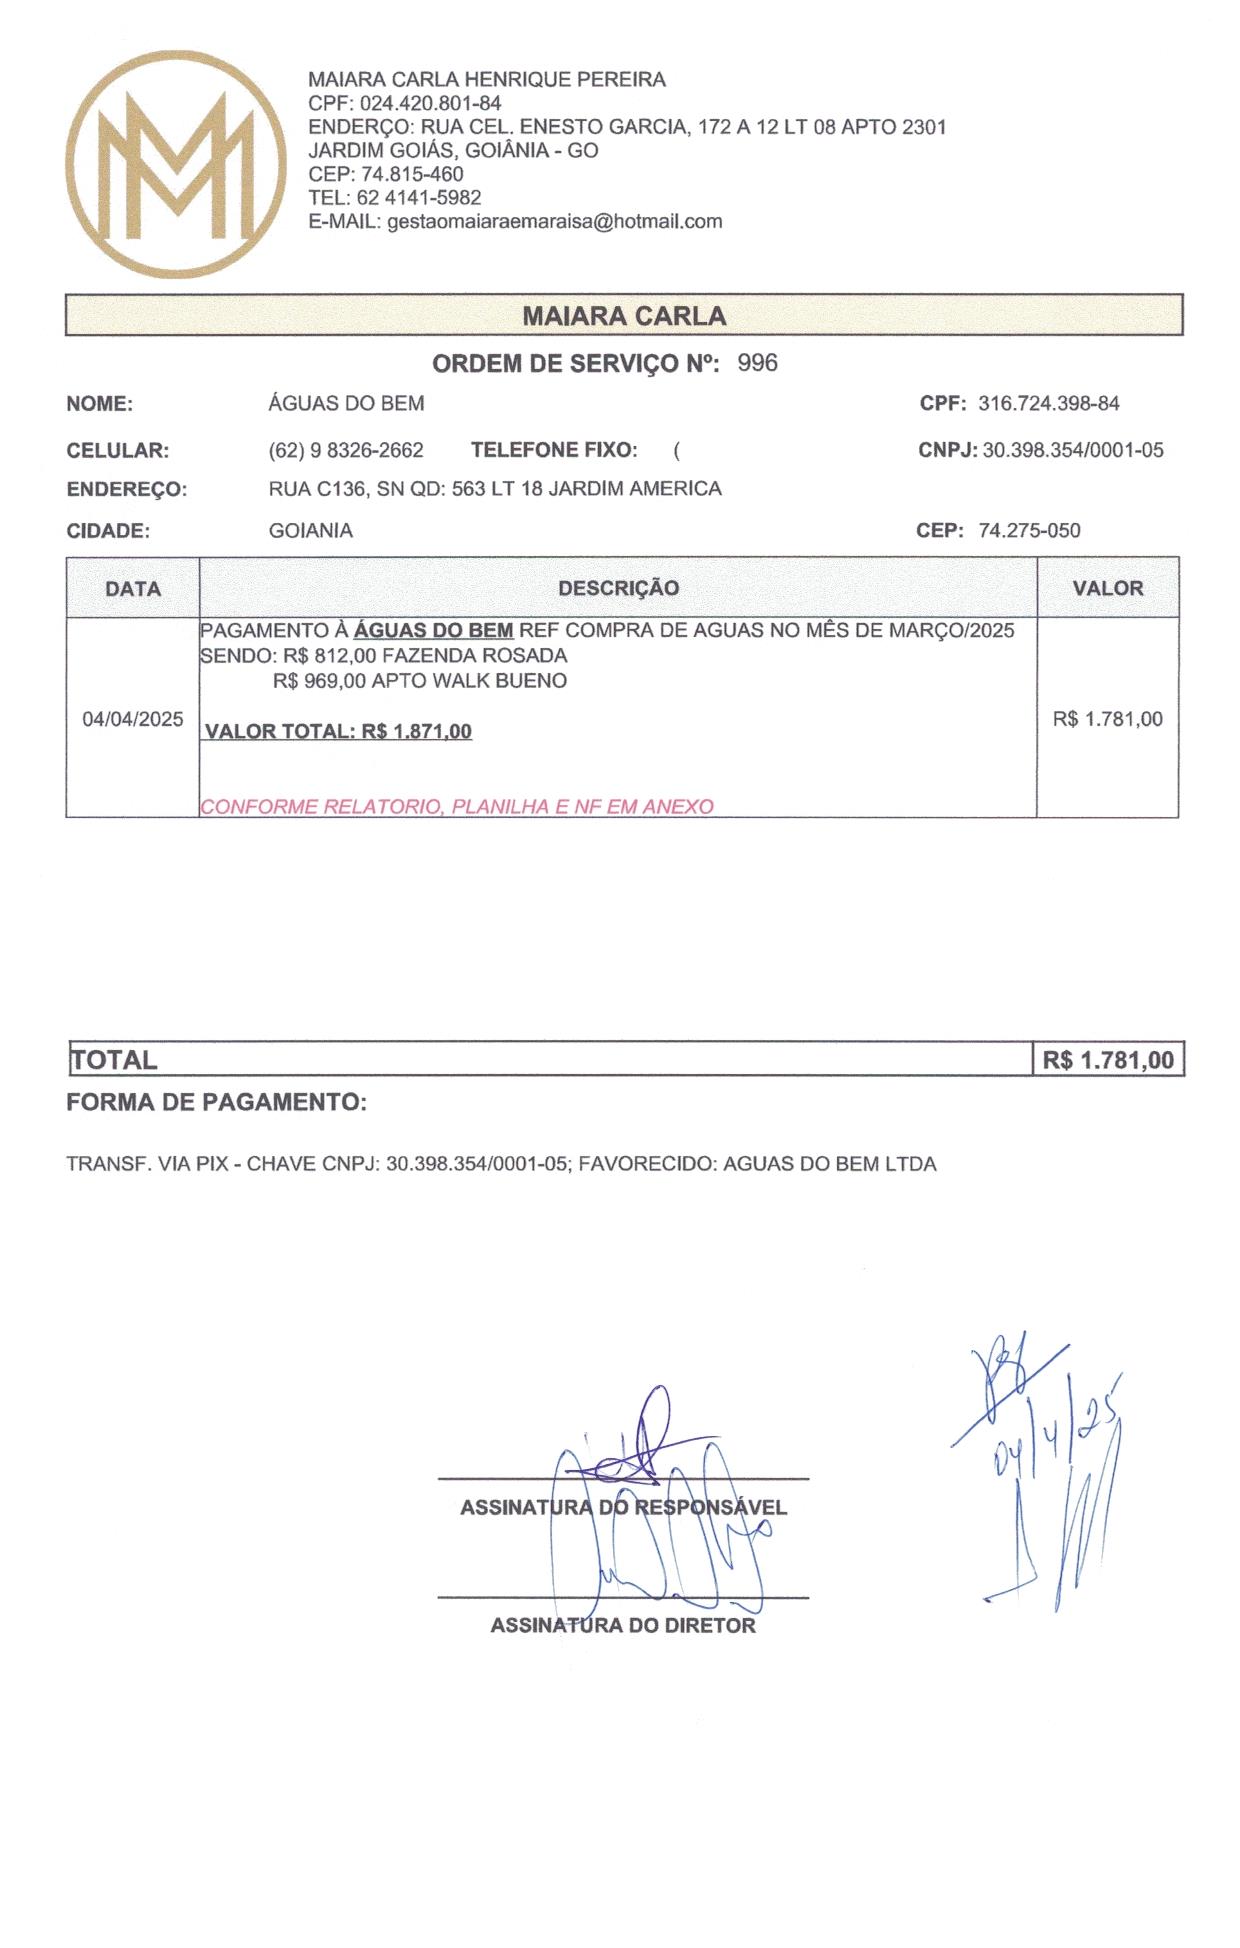 MAIARA CARLA HENRIQUE PEREIRA
CPF: 024.420.801-84
ENDERÇO: RUA CEL. ENESTO GARCIA, 172 A 12 LT 08 APTO 2301
JARDIM GOIÁS, GOIÂNIA - GO
CEP: 74.815-460
TEL: 62 4141-5982
E-MAIL: gestaomaiaraemaraisa@hotmail.com
MAIARA CARLA
ORDEM DE SERVIÇO Nº: 996
NOME: ÁGUAS DO BEM CPF: 316.724.398-84
CELULAR: (62) 9 8326-2662 TELEFONE FIXO: ( CNPJ: 30.398.354/0001-05
ENDEREÇO: RUA C136, SN QD: 563 LT 18 JARDIM AMERICA
CIDADE: GOIANIA CEP: 74.275-050
DATA DESCRIÇÃO VALOR
PAGAMENTO À ÁGUAS DO BEM REF COMPRA DE AGUAS NO MÊS DE MARÇO/2025
SENDO: R$ 812,00 FAZENDA ROSADA
R$ 969,00 APTO WALK BUENO
04/04/2025 R$ 1.781,00
VALOR TOTAL: R$ 1.871,00
CONFORME RELATORIO, PLANILHA E NF EM ANEXO
TOTAL R$ 1.781,00
FORMA DE PAGAMENTO:
TRANSF. VIA PIX - CHAVE CNPJ: 30.398.354/0001-05; FAVORECIDO: AGUAS DO BEM LTDA
04/4/25
ASSINATURA DO RESPONSÁVEL
ASSINATURA DO DIRETOR